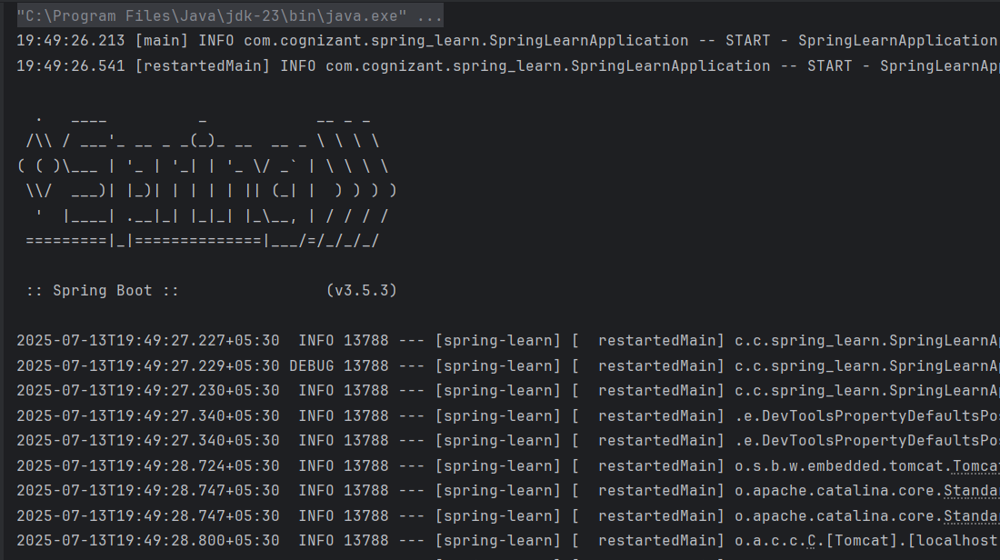 "C:\Program Files\Java\jdk-23\bin\java.exe" ...
19:49:26.213 [main] INFO com.cognizant.spring_learn.SpringLearnApplication -- START - SpringLearnApplication
19:49:26.541 [restartedMain] INFO com.cognizant.spring_learn.SpringLearnApplication -- START - SpringLearnApp

  .   ____          _            __ _ _
 /\\ / ___'_ __ _ _(_)_ __  __ _ \ \ \ \
( ( )\___ | '_ | '_| | '_ \/ _` | \ \ \ \
 \\/  ___)| |_)| | | | | || (_| |  ) ) ) )
  '  |____| .__|_| |_|_| |_\__, | / / / /
 =========|_|==============|___/=/_/_/_/

 :: Spring Boot ::                (v3.5.3)

2025-07-13T19:49:27.227+05:30  INFO 13788 --- [spring-learn] [  restartedMain] c.c.spring_learn.SpringLearnA
2025-07-13T19:49:27.229+05:30 DEBUG 13788 --- [spring-learn] [  restartedMain] c.c.spring_learn.SpringLearnA
2025-07-13T19:49:27.230+05:30  INFO 13788 --- [spring-learn] [  restartedMain] c.c.spring_learn.SpringLearnA
2025-07-13T19:49:27.340+05:30  INFO 13788 --- [spring-learn] [  restartedMain] .e.DevToolsPropertyDefaultsPo
2025-07-13T19:49:27.340+05:30  INFO 13788 --- [spring-learn] [  restartedMain] .e.DevToolsPropertyDefaultsPo
2025-07-13T19:49:28.724+05:30  INFO 13788 --- [spring-learn] [  restartedMain] o.s.b.w.embedded.tomcat.Tomca
2025-07-13T19:49:28.747+05:30  INFO 13788 --- [spring-learn] [  restartedMain] o.apache.catalina.core.Standa
2025-07-13T19:49:28.747+05:30  INFO 13788 --- [spring-learn] [  restartedMain] o.apache.catalina.core.Standa
2025-07-13T19:49:28.800+05:30  INFO 13788 --- [spring-learn] [  restartedMain] o.a.c.c.C.[Tomcat].[localhost